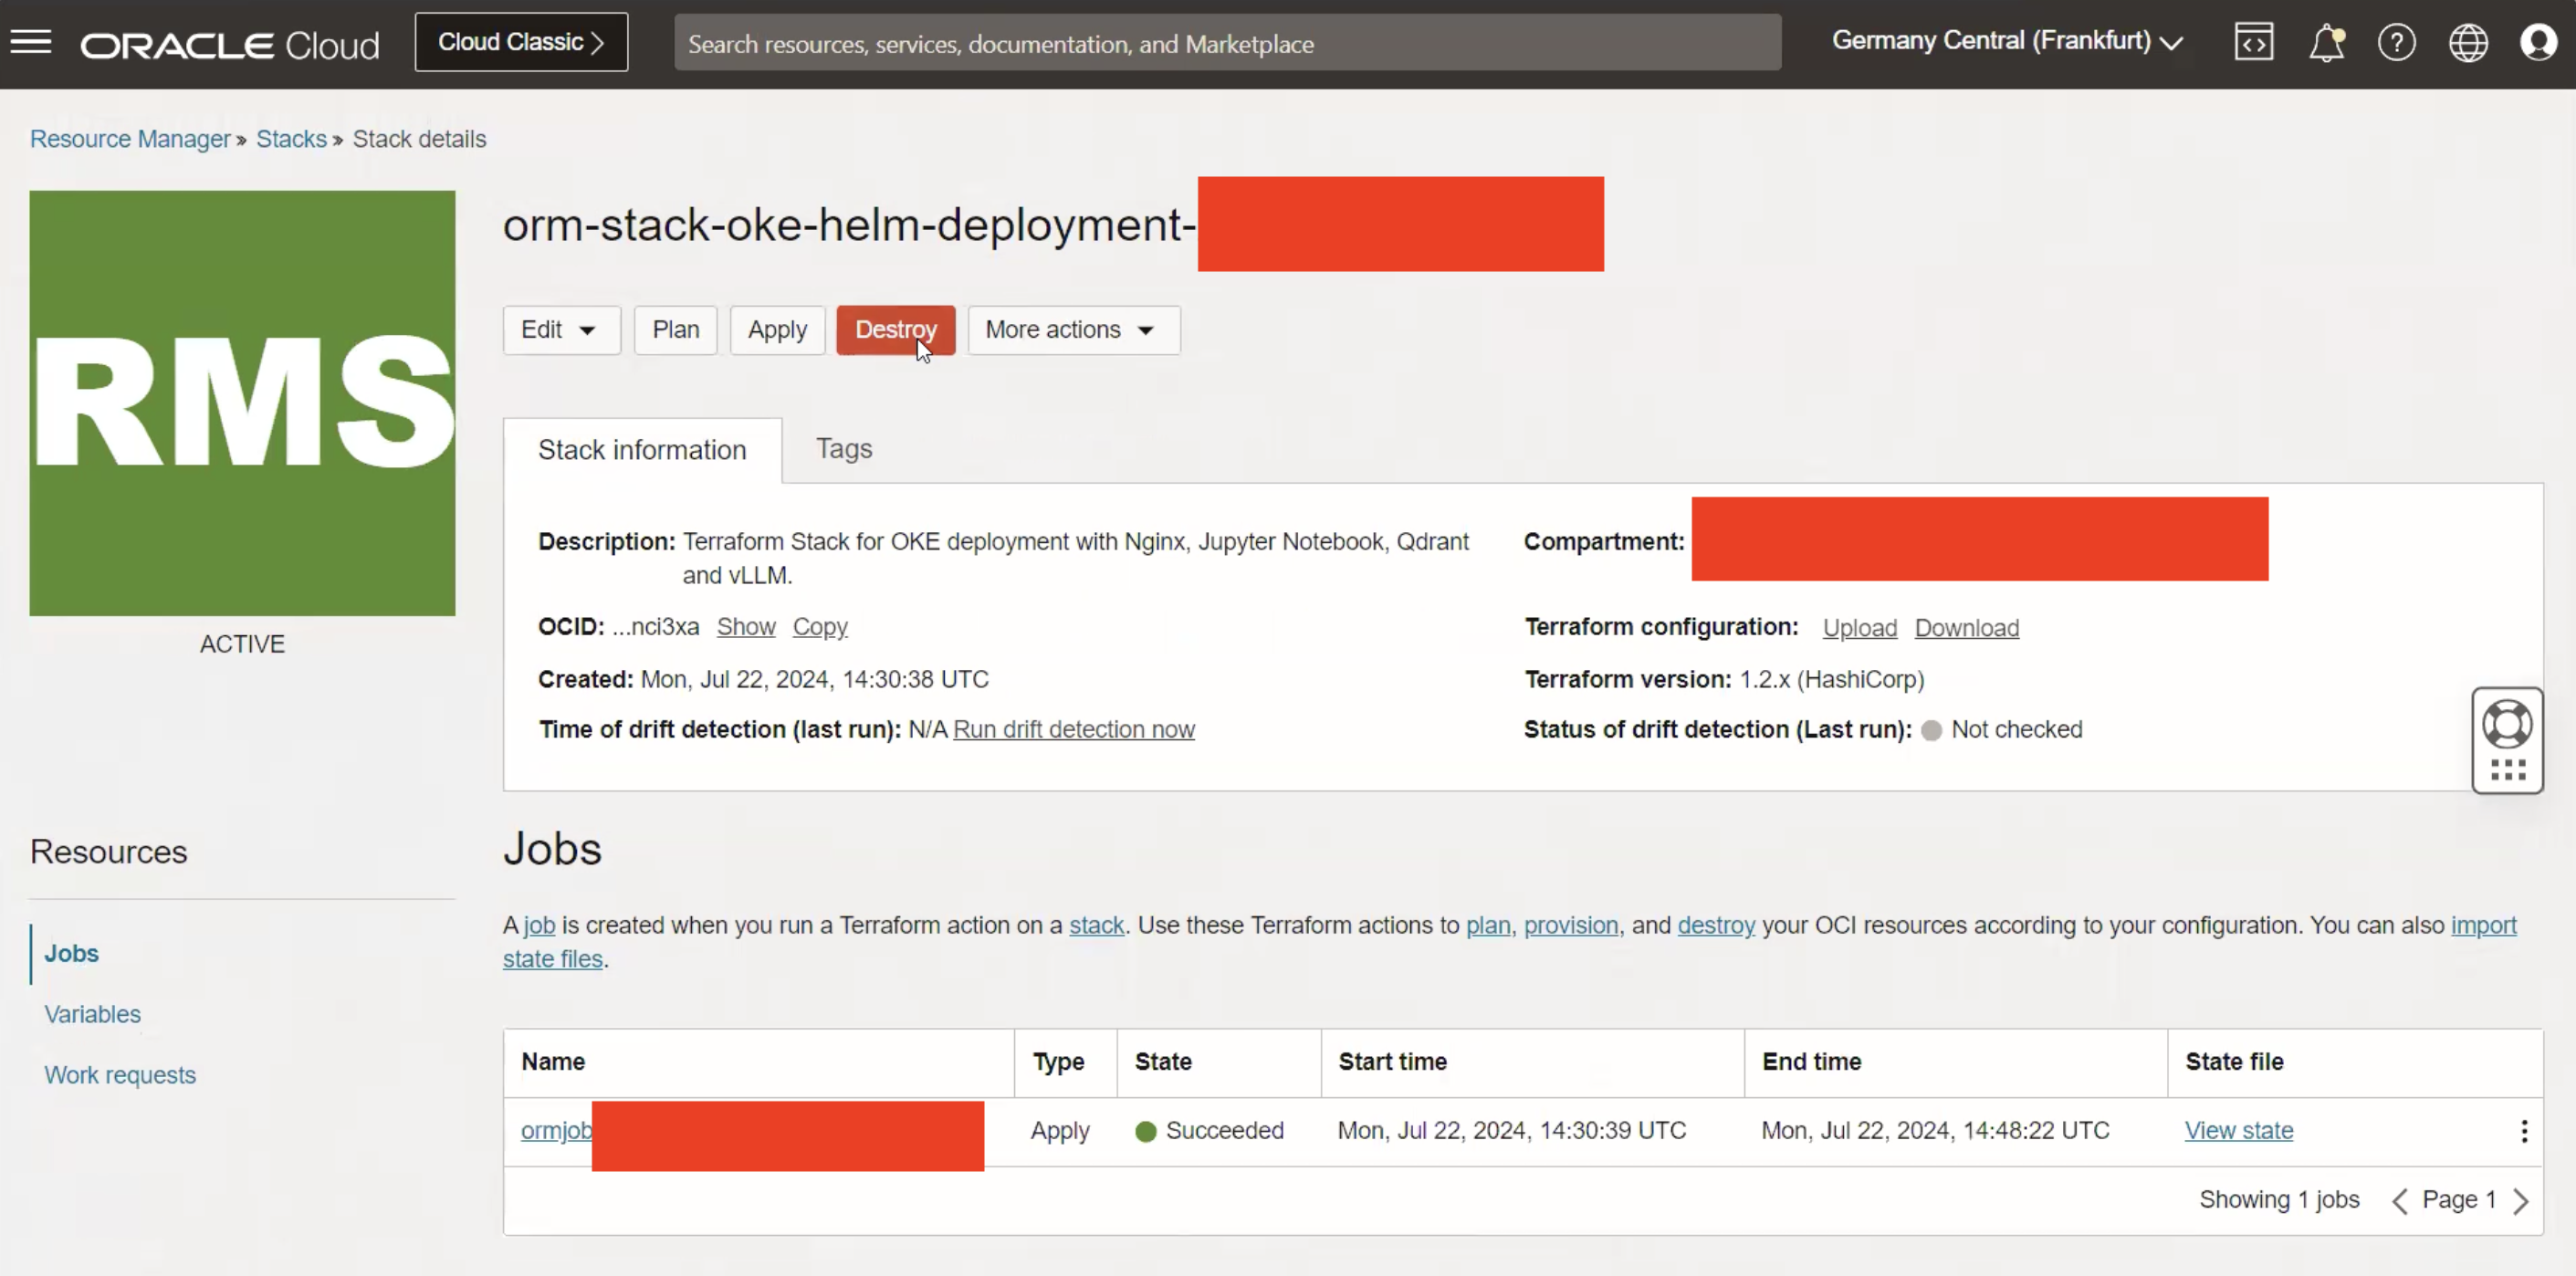 ORACLE Cloud
Cloud Classic >
Search resources, services, documentation, and Marketplace
Germany Central (Frankfurt)
Resource Manager » Stacks » Stack details
RMS
ACTIVE
orm-stack-oke-helm-deployment-
Edit
Plan
Apply
Destroy
More actions
Stack information
Tags
Description: Terraform Stack for OKE deployment with Nginx, Jupyter Notebook, Qdrant
and vLLM.
OCID: ...nci3xa Show Copy
Created: Mon, Jul 22, 2024, 14:30:38 UTC
Time of drift detection (last run): N/A Run drift detection now
Compartment:
Terraform configuration: Upload Download
Terraform version: 1.2.x (HashiCorp)
Status of drift detection (Last run): Not checked
Resources
Jobs
Variables
Work requests
Jobs
A job is created when you run a Terraform action on a stack. Use these Terraform actions to plan, provision, and destroy your OCI resources according to your configuration. You can also import
state files.
Name Type State Start time End time State file
ormjob Apply Succeeded Mon, Jul 22, 2024, 14:30:39 UTC Mon, Jul 22, 2024, 14:48:22 UTC View state
Showing 1 jobs < Page 1 >